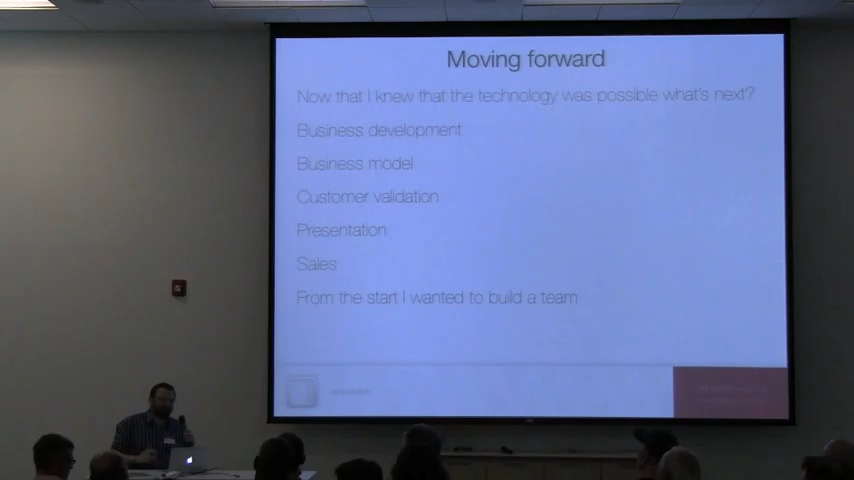 Moving forward
Now that I knew that the technology was possible what's next?
Business development
Business model
Customer validation
Presentation
Sales
From the start I wanted to build a team